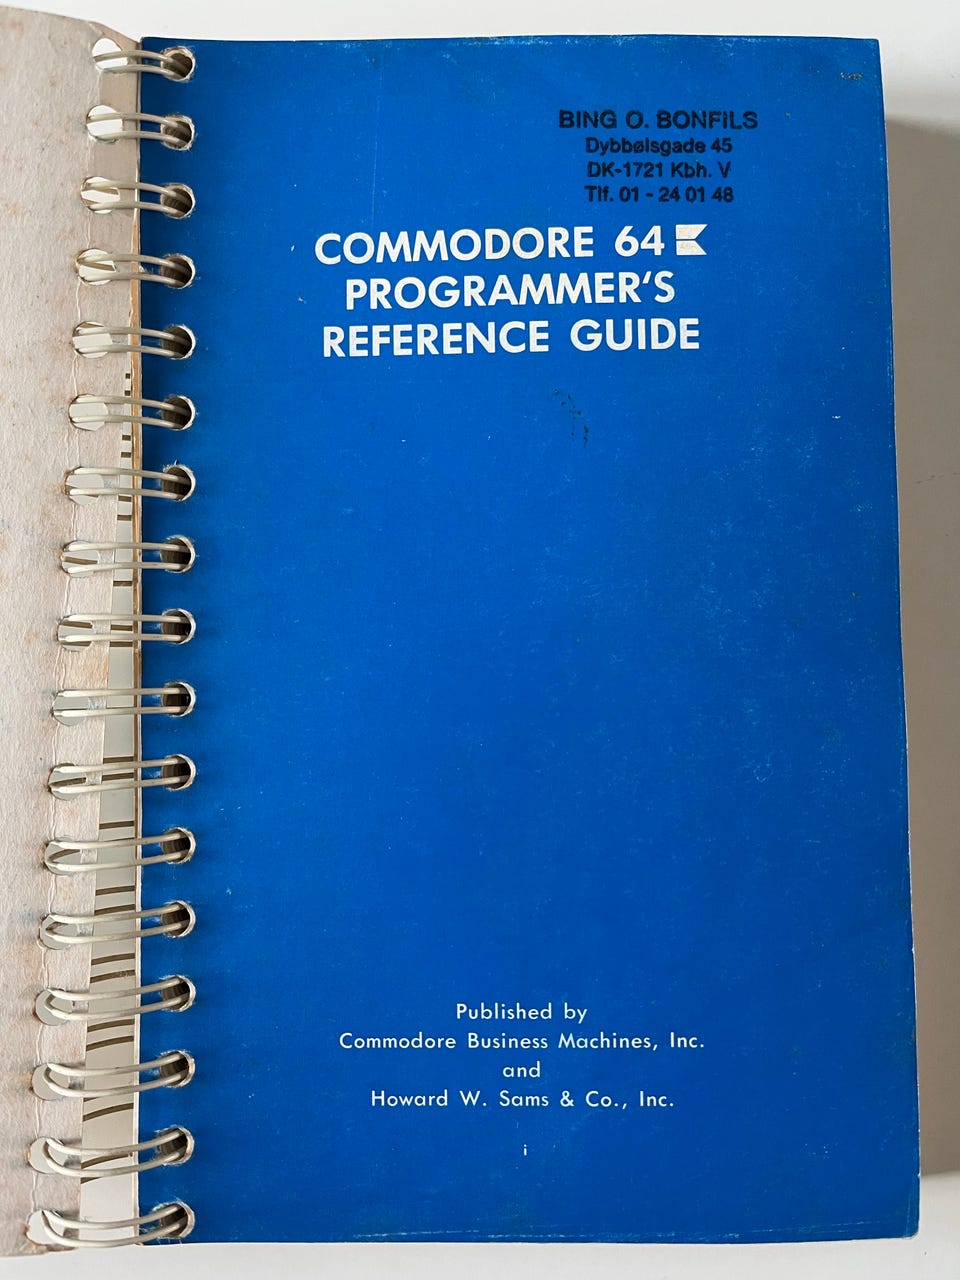 BING O. BONFILS
Dybbølsgade 45
DK-1721 Kbh. V
Tlf. 01 - 24 01 48
COMMODORE 64
PROGRAMMER'S
REFERENCE GUIDE
Published by
Commodore Business Machines, Inc.
and
Howard W. Sams & Co., Inc.
i